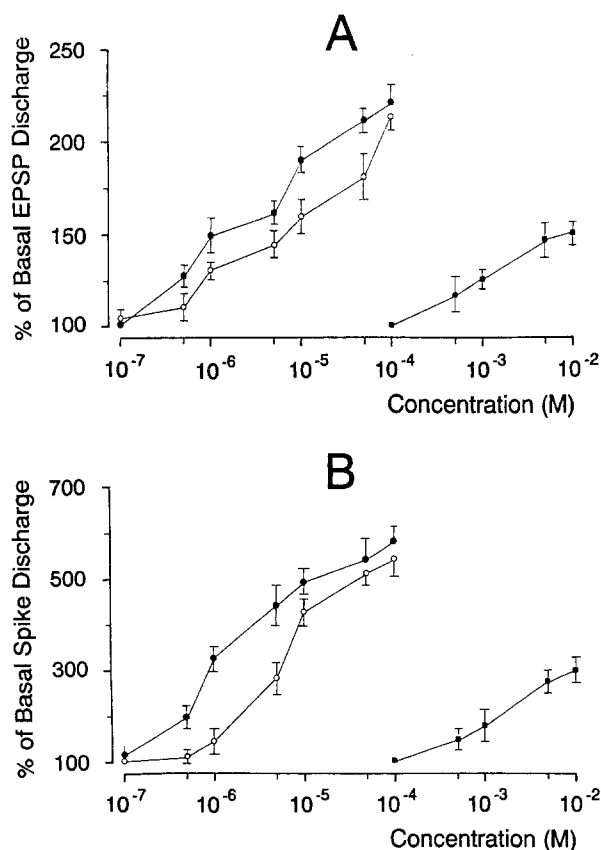 A
% of Basal EPSP Discharge
250
200
150
100
10-7 10-6 10-5 10-4 10-3 10-2
Concentration (M)
B
% of Basal Spike Discharge
700
500
300
100
10-7 10-6 10-5 10-4 10-3 10-2
Concentration (M)